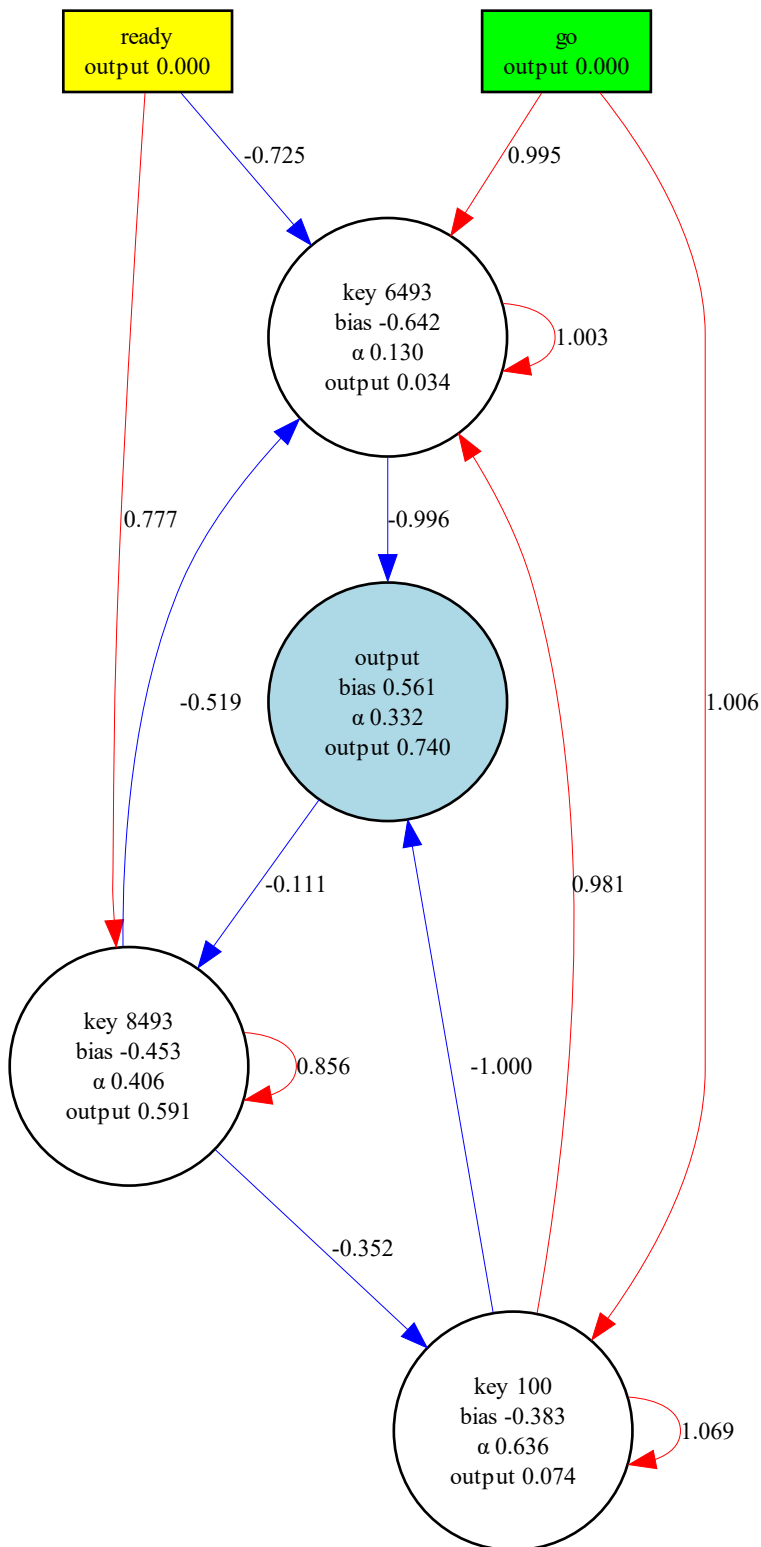 ready
output 0.000
go
output 0.000
-0.725
0.995
key 6493
bias -0.642
α 0.130
output 0.034
1.003
0.777
-0.996
-0.519
output
bias 0.561
α 0.332
output 0.740
1.006
-0.111
0.981
key 8493
bias -0.453
α 0.406
output 0.591
0.856
-1.000
-0.352
key 100
bias -0.383
α 0.636
output 0.074
1.069